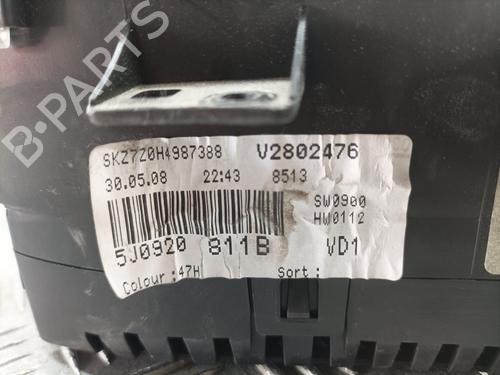 B-PARTS
SKZ7Z0H4987388 V2802476
30.05.08 22:43 8513
SW0900
HW0112
5J0920 811B VD1
Colour :47H Sort :